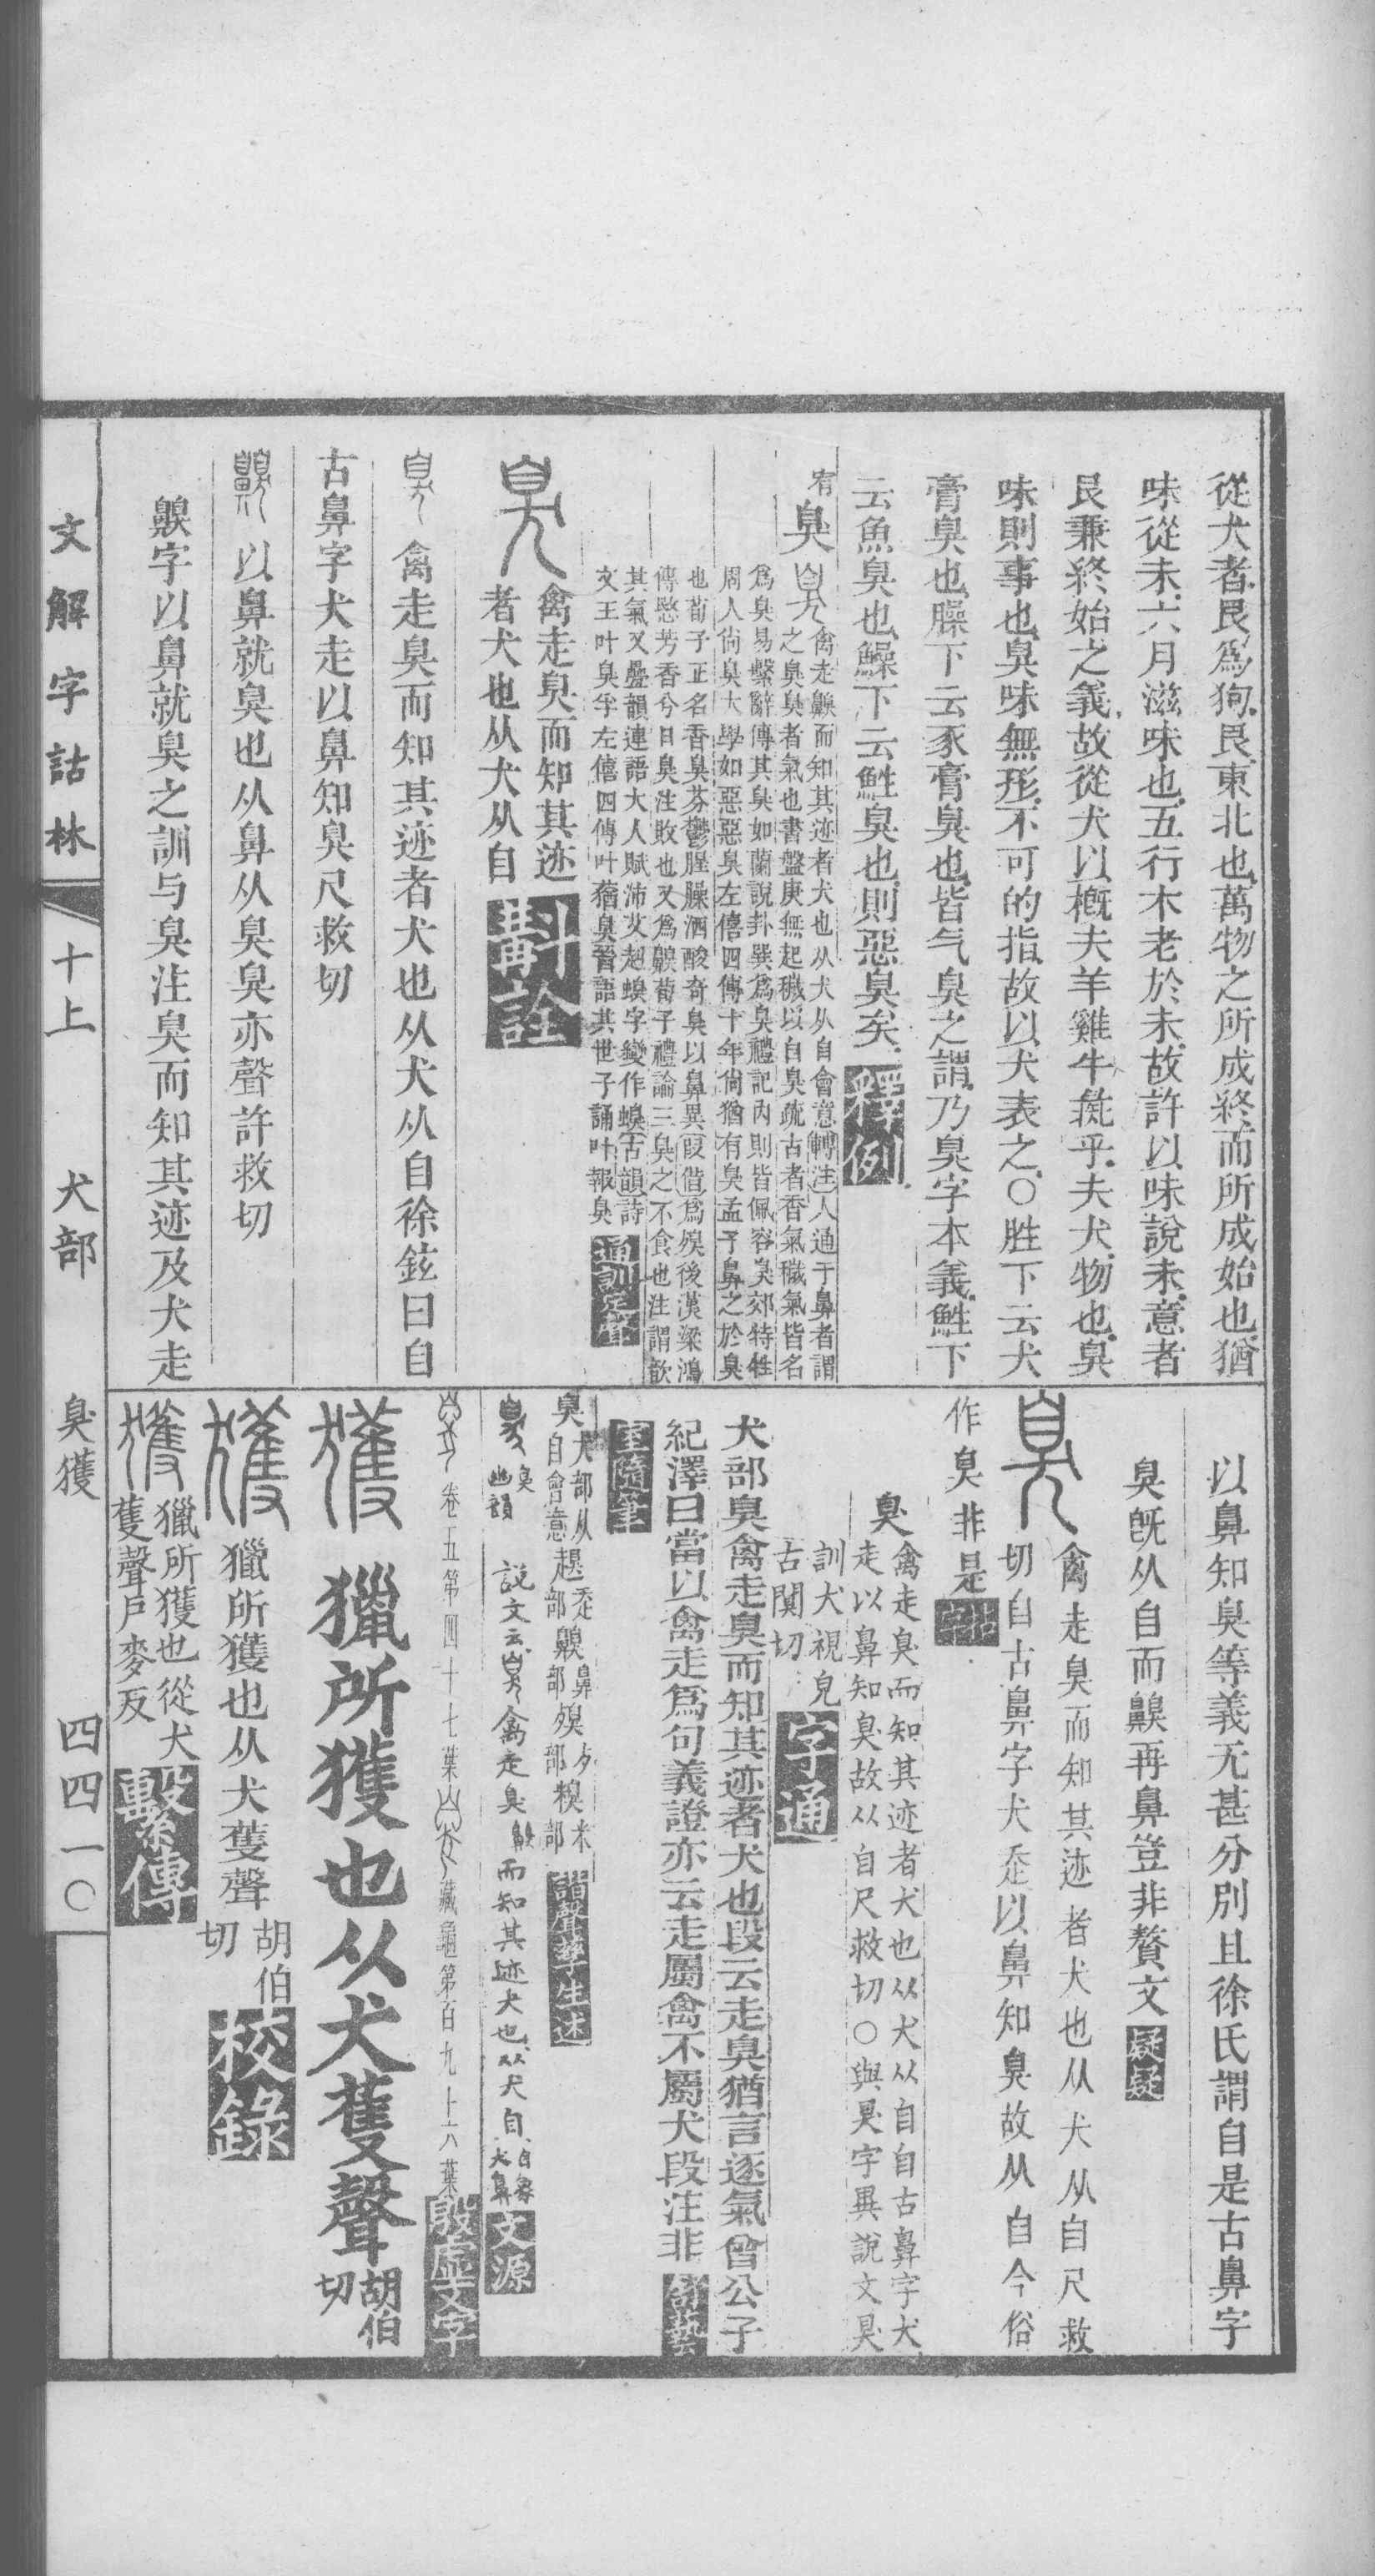 從犬者艮爲狗艮東北也萬物之所成終而所成始也猶
味從未六月滋味也五行木老於未故許以味說未意者
艮兼終始之義故從犬以槪夫羊雞牛㹠乎夫犬物也臭
味則事也臭味無形不可的指故以犬表之〇胜下云犬
膏臭也臊下云豕膏臭也皆气臭之謂乃臭字本義鮏下
云魚臭也鱢下云鮏臭也則惡臭矣釋例
宥臭
禽走齅而知其迹者犬也从犬从自會意轉注人通于鼻者謂
之臭臭者氣也書盤庚無起穢以自臭疏古者香氣穢氣皆名
爲臭易繫辭傳其臭如蘭說卦巽爲臭禮記內則皆佩容臭郊特牲
周人尙臭大學如惡惡臭左僖四傳十年尙猶有臭孟子鼻之於臭
也荀子正名香臭芬鬱腥臊洒酸奇臭以鼻異叚借爲殠後漢梁鴻
傳愍芳香兮日臭注敗也又爲齅荀子禮論三臭之不食也注謂歆
其氣又疊韻連語大人賦沛艾赳螑字變作螑古韻詩
文王叶臭孚左僖四傳叶蕕臭晉語共世子誦叶報臭通訓定聲
禽走臭而知其迹
者犬也从犬从自斠詮
禽走臭而知其迹者犬也从犬从自徐鉉曰自
古鼻字犬走以鼻知臭尺救切
以鼻就臭也从鼻从臭臭亦聲許救切
齅字以鼻就臭之訓与臭注臭而知其迹及犬走
以鼻知臭等義无甚分別且徐氏謂自是古鼻字
臭旣从自而齅再鼻豈非贅文疑疑
禽走臭而知其迹者犬也从犬从自尺救
切自古鼻字犬𧺆以鼻知臭故从自今俗
作臭非是
臭禽走臭而知其迹者犬也从犬从自自古鼻字犬
走以鼻知臭故从自尺救切〇與狊字異說文狊
訓犬視皃
古闃切字通
犬部臭禽走臭而知其迹者犬也段云走臭猶言逐氣曾公子
紀澤曰當以禽走爲句義證亦云走屬禽不屬犬段注非舒藝
室隨筆
臭犬部从
自會意
趧走
部
齅鼻
部
殠歹
部
糗米
部諧聲孳生述
臭
幽韻
說文云禽走臭齅而知其迹犬也从犬自自象
犬鼻文源
卷五第四十七葉
藏龜第百九十六葉殷虛文字
獵所獲也从犬蒦聲胡伯
切
獵所獲也从犬蒦聲胡伯
切校錄
獵所獲也從犬
蒦聲戶麥反繫傳
文解字詁林
十上
犬部
臭獲
四四一〇